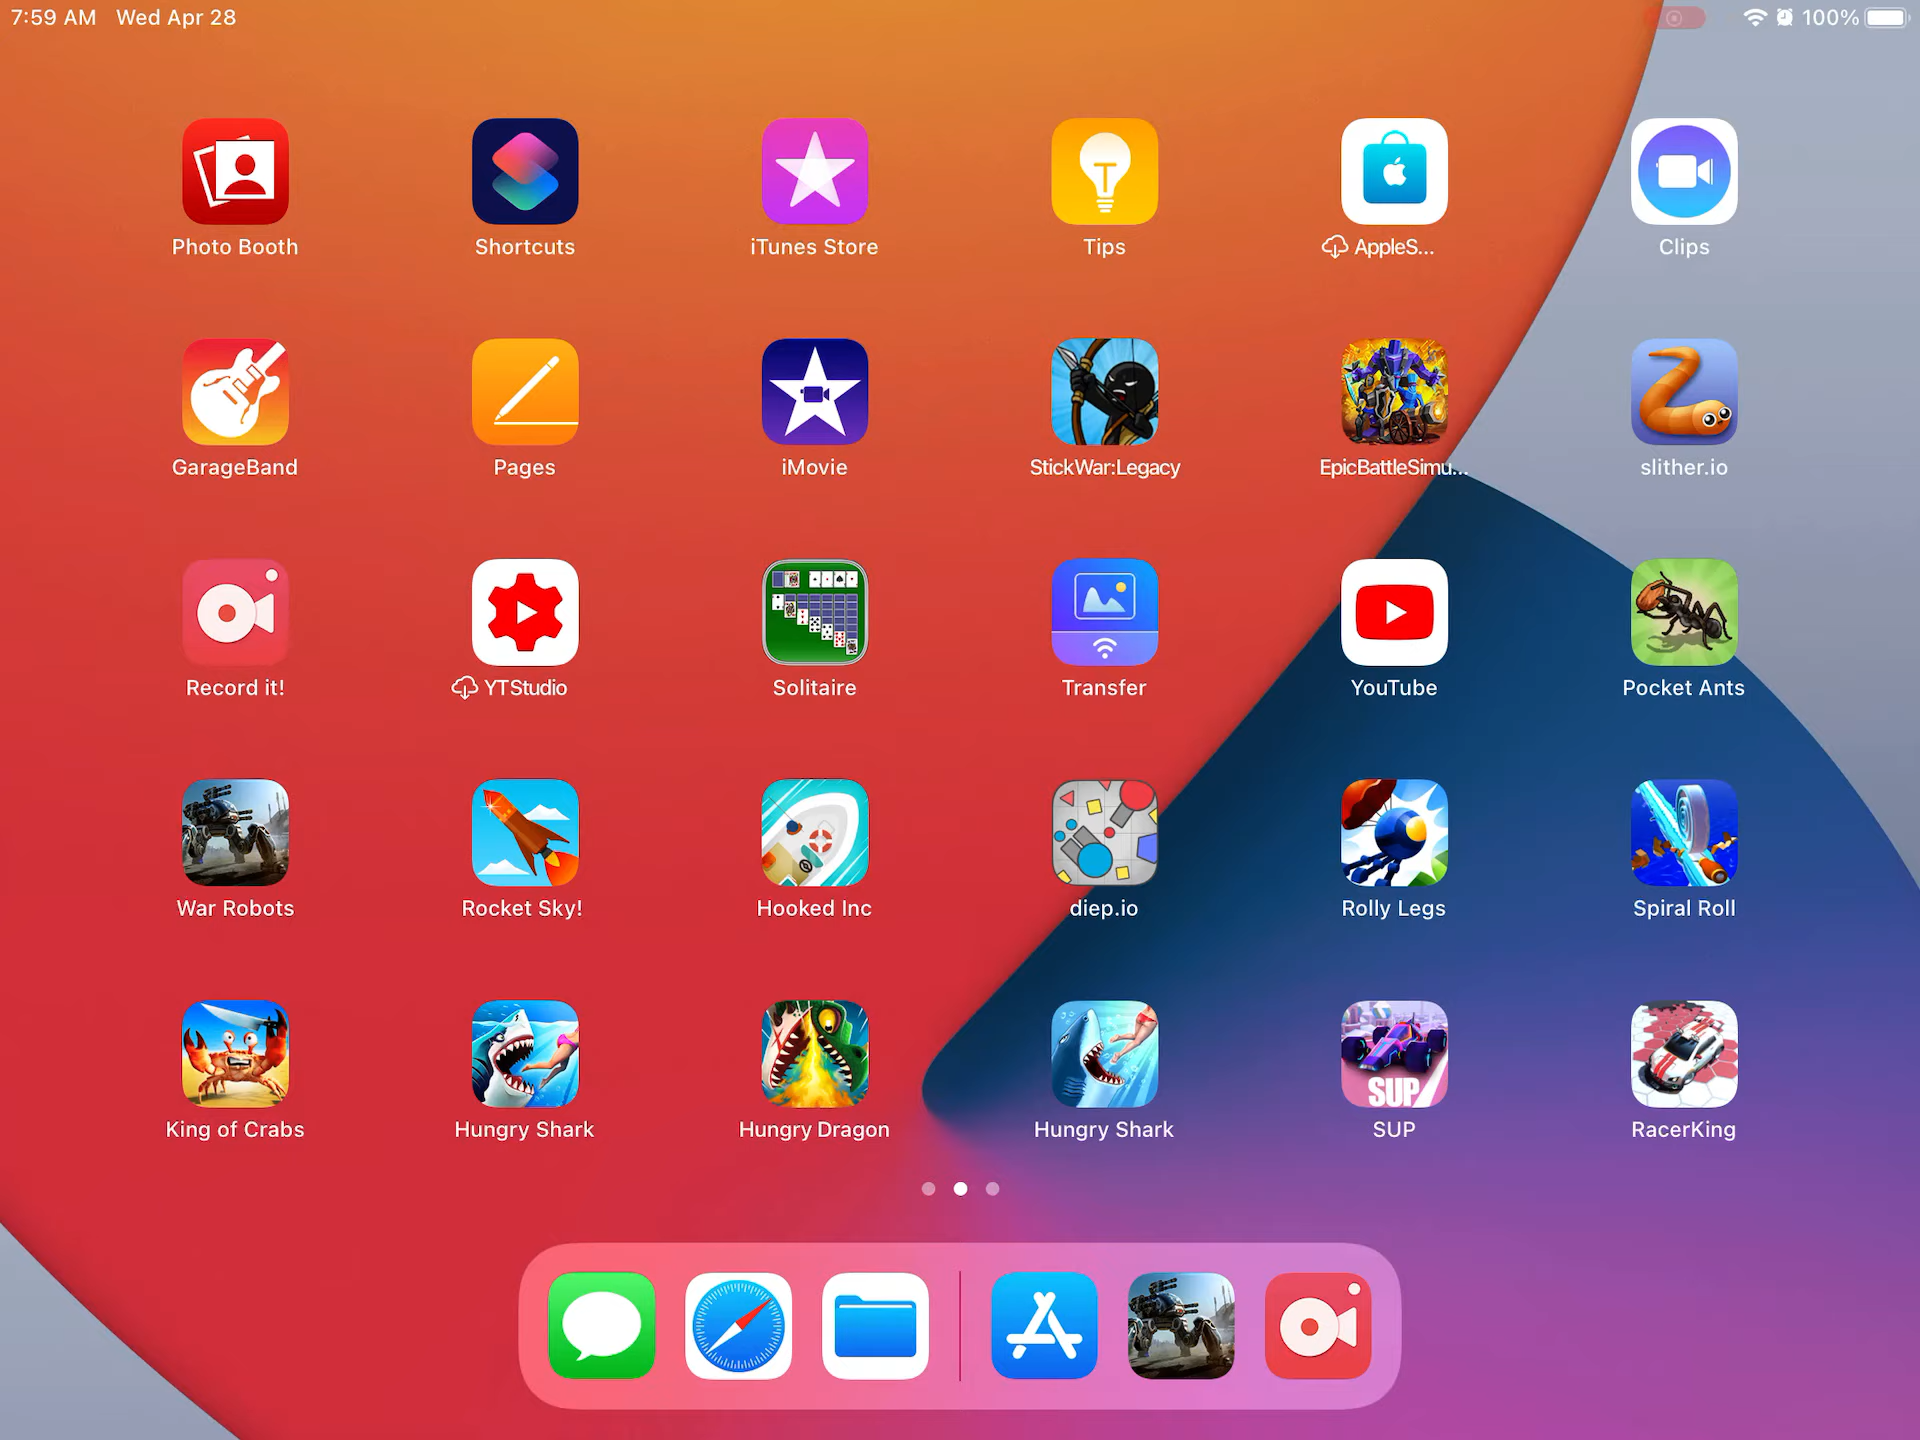 7:59 AM Wed Apr 28
100%
Photo Booth
Shortcuts
iTunes Store
Tips
AppleS...
Clips
GarageBand
Pages
iMovie
StickWar:Legacy
EpicBattleSimu...
slither.io
Record it!
YTStudio
Solitaire
Transfer
YouTube
Pocket Ants
War Robots
Rocket Sky!
Hooked Inc
diep.io
Rolly Legs
Spiral Roll
SUP
King of Crabs
Hungry Shark
Hungry Dragon
Hungry Shark
SUP
RacerKing